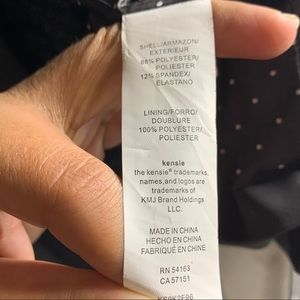 SHELL/ARMAZON/
EXTERIEUR
88% POLYESTER/
POLIESTER
12% SPANDEX/
ELASTANO
LINING/FORRO/
DOUBLURE
100% POLYESTER/
POLIESTER
kensie
the kensie® trademarks,
names, and logos are
trademarks of
KMJ Brand Holdings
LLC.
MADE IN CHINA
HECHO EN CHINA
FABRIQUÉ EN CHINE
RN 54163
CA 57151